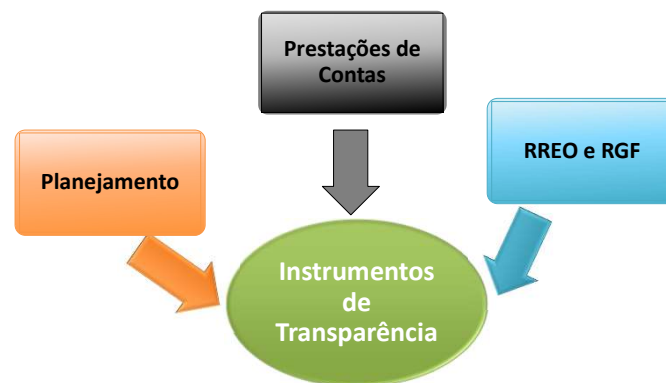 Prestações de
Contas
Planejamento
RREO e RGF
Instrumentos
de
Transparência